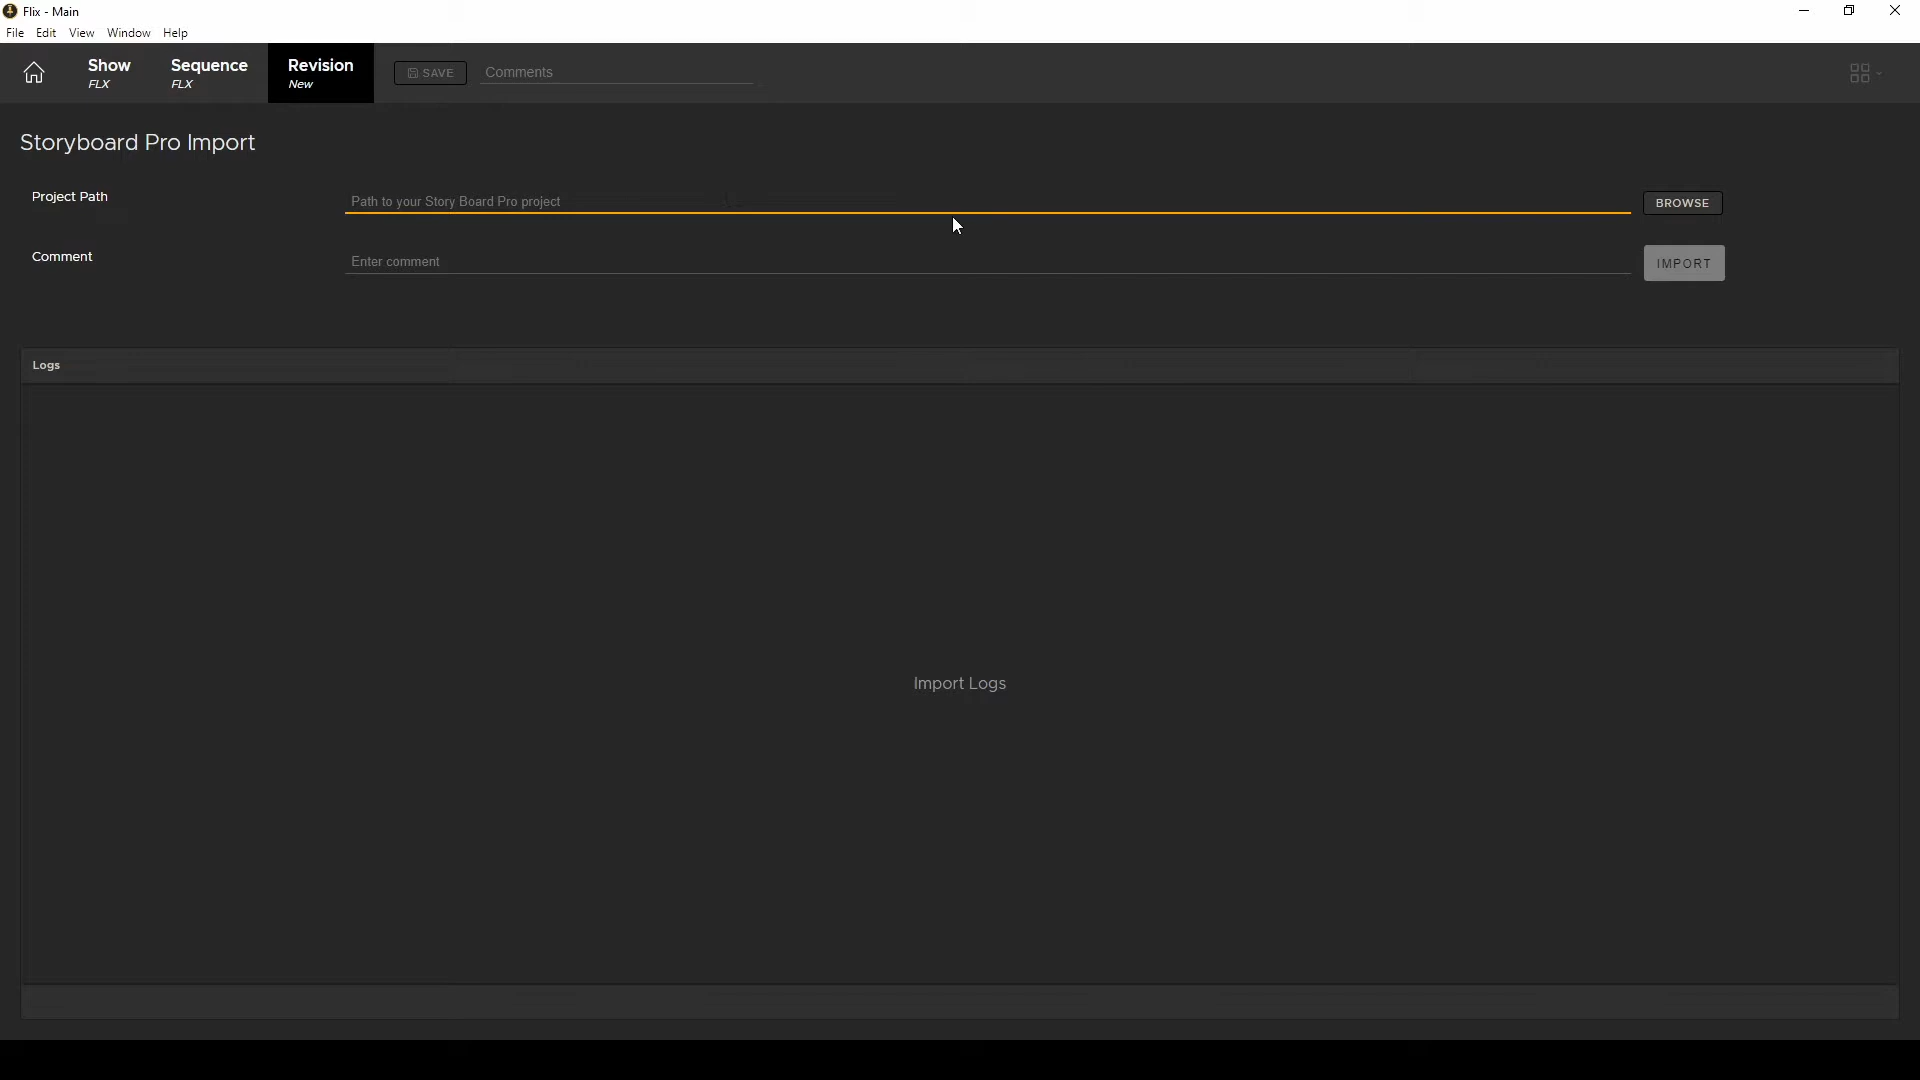 Flix - Main
File Edit View Window Help
Show Sequence Revision
FLX FLX New
SAVE Comments
Storyboard Pro Import
Project Path Path to your Story Board Pro project BROWSE
Comment Enter comment IMPORT
Logs
Import Logs